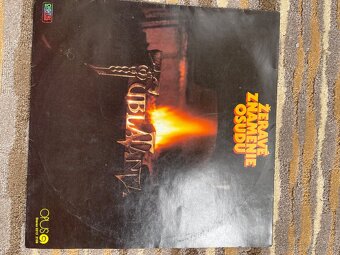 TUBLATANKA
ŽERAVÉ
ZNAMENIE
OSUDU
OPUS